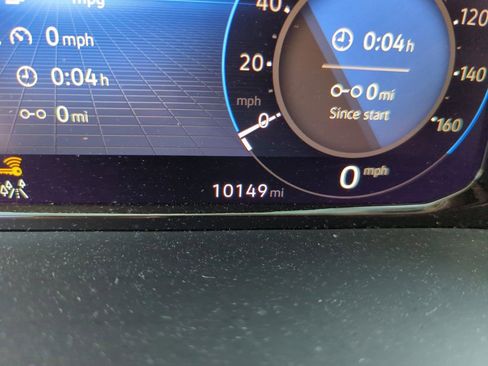 mpg
0 mph
0:04 h
0 mi
40
20
mph
0
0:04 h
0 mi
Since start
120
140
160
10149 mi
0 mph